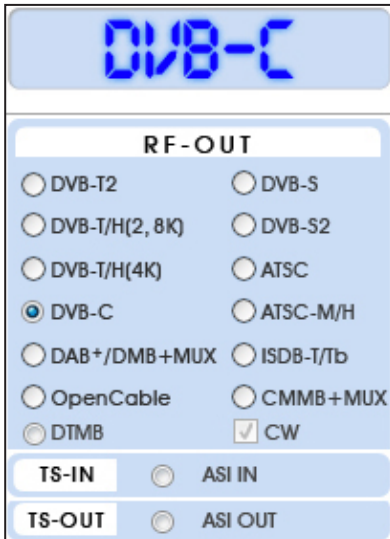 DVB-C
RF-OUT
DVB-T2 DVB-S
DVB-T/H(2, 8K) DVB-S2
DVB-T/H(4K) ATSC
DVB-C ATSC-M/H
DAB+/DMB+MUX ISDB-T/Tb
OpenCable CMMB+MUX
DTMB CW
TS-IN ASI IN
TS-OUT ASI OUT